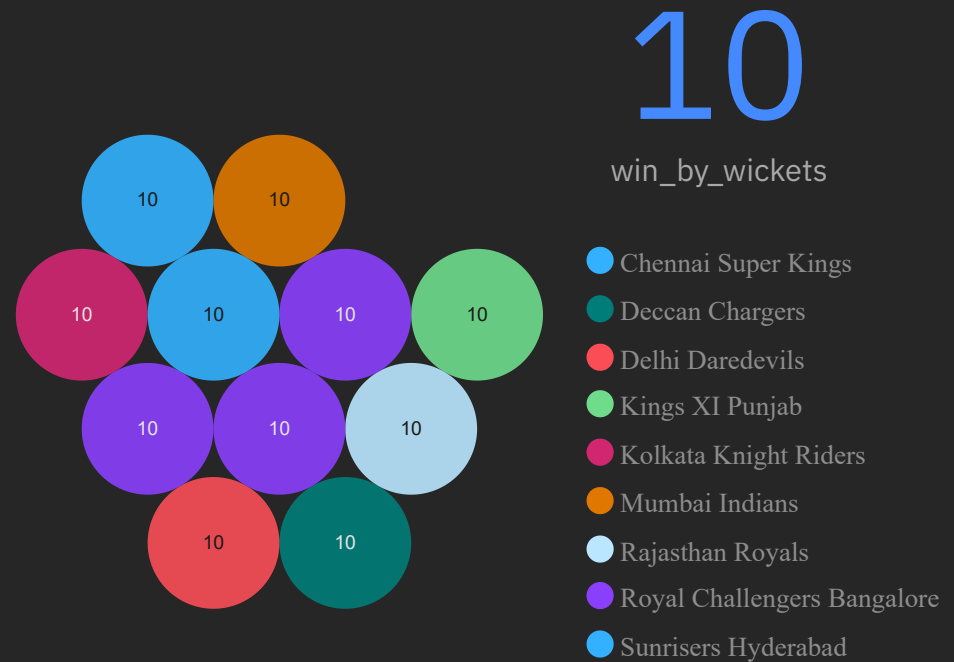 10
win_by_wickets
10 10
10 10 10 10
10 10 10
10 10
Chennai Super Kings
Deccan Chargers
Delhi Daredevils
Kings XI Punjab
Kolkata Knight Riders
Mumbai Indians
Rajasthan Royals
Royal Challengers Bangalore
Sunrisers Hyderabad